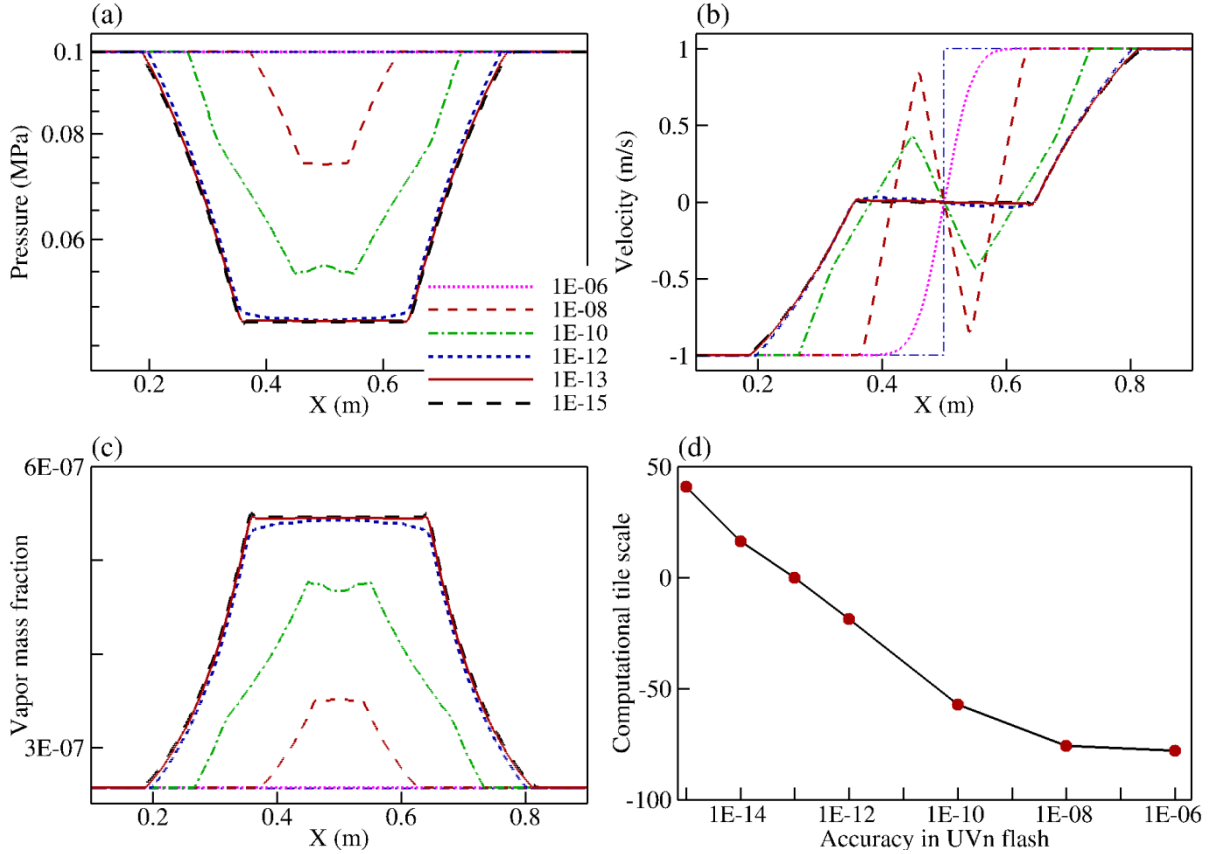 (a)
0.1
0.08
0.06
Pressure (MPa)
0.2
0.4
0.6
X (m)
1E-06
1E-08
1E-10
1E-12
1E-13
1E-15
(b)
1
0.5
0
-0.5
-1
Velocity (m/s)
0.2
0.4
0.6
0.8
X (m)
(c)
6E-07
3E-07
Vapor mass fraction
0.2
0.4
0.6
0.8
X (m)
(d)
50
0
-50
-100
Computational tile scale
1E-14
1E-12
1E-10
1E-08
1E-06
Accuracy in UVn flash